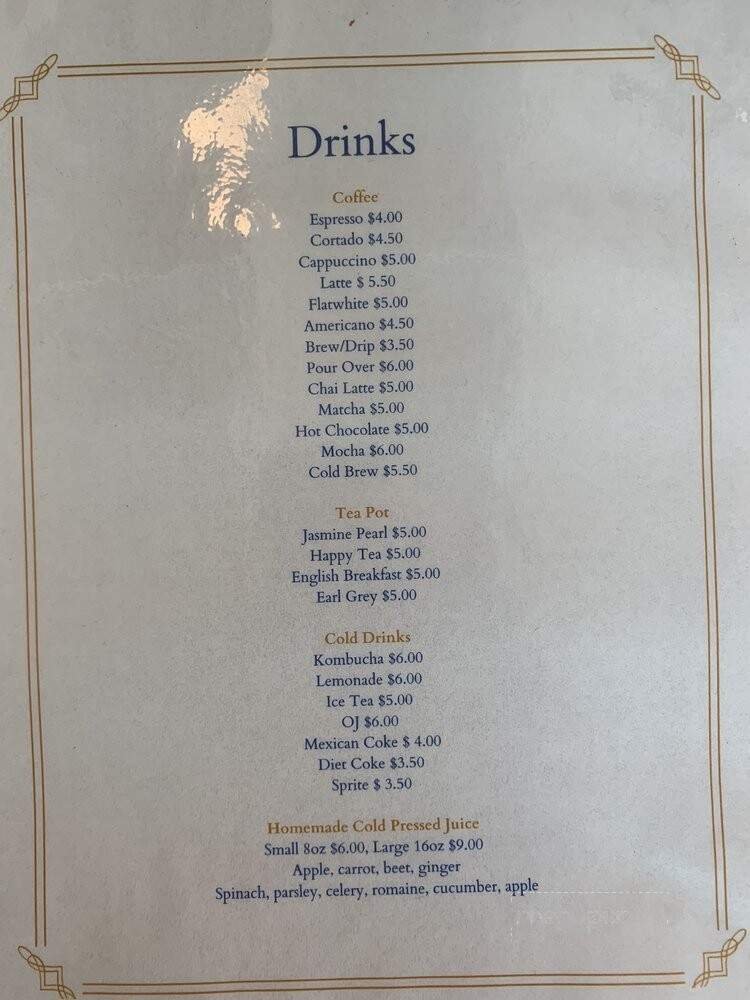 Drinks
Coffee
Espresso $4.00
Cortado $4.50
Cappuccino $5.00
Latte $ 5.50
Flatwhite $5.00
Americano $4.50
Brew/Drip $3.50
Pour Over $6.00
Chai Latte $5.00
Matcha $5.00
Hot Chocolate $5.00
Mocha $6.00
Cold Brew $5.50
Tea Pot
Jasmine Pearl $5.00
Happy Tea $5.00
English Breakfast $5.00
Earl Grey $5.00
Cold Drinks
Kombucha $6.00
Lemonade $6.00
Ice Tea $5.00
OJ $6.00
Mexican Coke $ 4.00
Diet Coke $3.50
Sprite $ 3.50
Homemade Cold Pressed Juice
Small 8oz $6.00, Large 16oz $9.00
Apple, carrot, beet, ginger
Spinach, parsley, celery, romaine, cucumber, apple